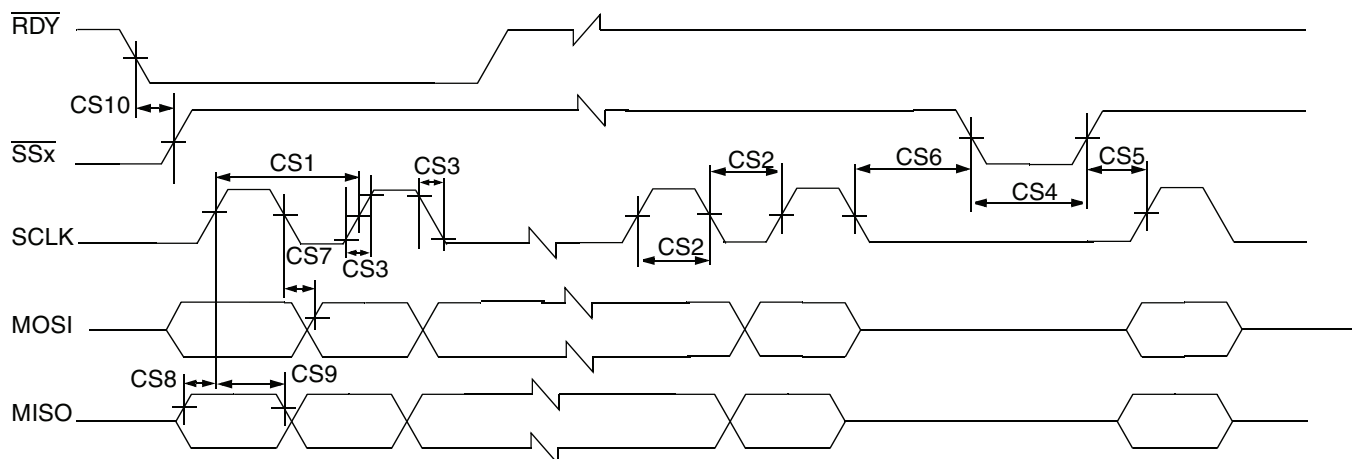 RDY
CS10
SSx
CS1
CS3
CS2
CS6
CS5
CS4
SCLK
CS7
CS3
CS2
MOSI
CS8
CS9
MISO